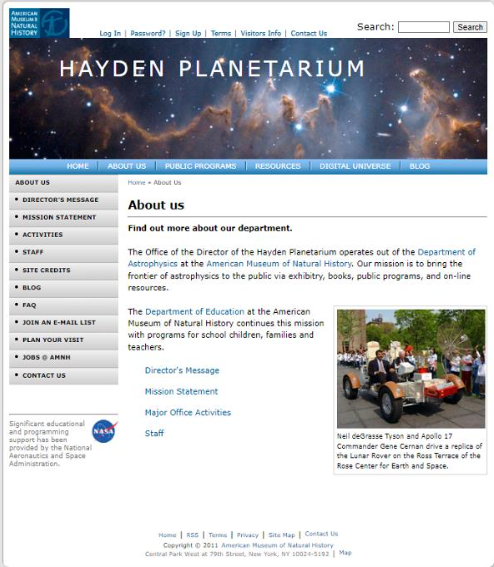 AMERICAN
MUSEUM OF
NATURAL
HISTORY
Log In | Password? | Sign Up | Terms | Visitors Info | Contact Us
Search:
Search
HAYDEN PLANETARIUM
HOME | ABOUT US | PUBLIC PROGRAMS | RESOURCES | DIGITAL UNIVERSE | BLOG
ABOUT US
• DIRECTOR'S MESSAGE
• MISSION STATEMENT
• ACTIVITIES
• STAFF
• SITE CREDITS
• BLOG
• FAQ
• JOIN AN E-MAIL LIST
• PLAN YOUR VISIT
• JOBS @ AMNH
• CONTACT US
Significant educational
and programming
support has been
provided by the National
Aeronautics and Space
Administration.
NASA
Home » About Us
About us
Find out more about our department.
The Office of the Director of the Hayden Planetarium operates out of the Department of
Astrophysics at the American Museum of Natural History. Our mission is to bring the
frontier of astrophysics to the public via exhibitry, books, public programs, and on-line
resources.
The Department of Education at the American
Museum of Natural History continues this mission
with programs for school children, families and
teachers.
Director's Message
Mission Statement
Major Office Activities
Staff
Neil deGrasse Tyson and Apollo 17
Commander Gene Cernan drive a replica of
the Lunar Rover on the Ross Terrace of the
Rose Center for Earth and Space.
Home | RSS | Terms | Privacy | Site Map | Contact Us
Copyright © 2011 American Museum of Natural History
Central Park West at 79th Street, New York, NY 10024-5192 | Map